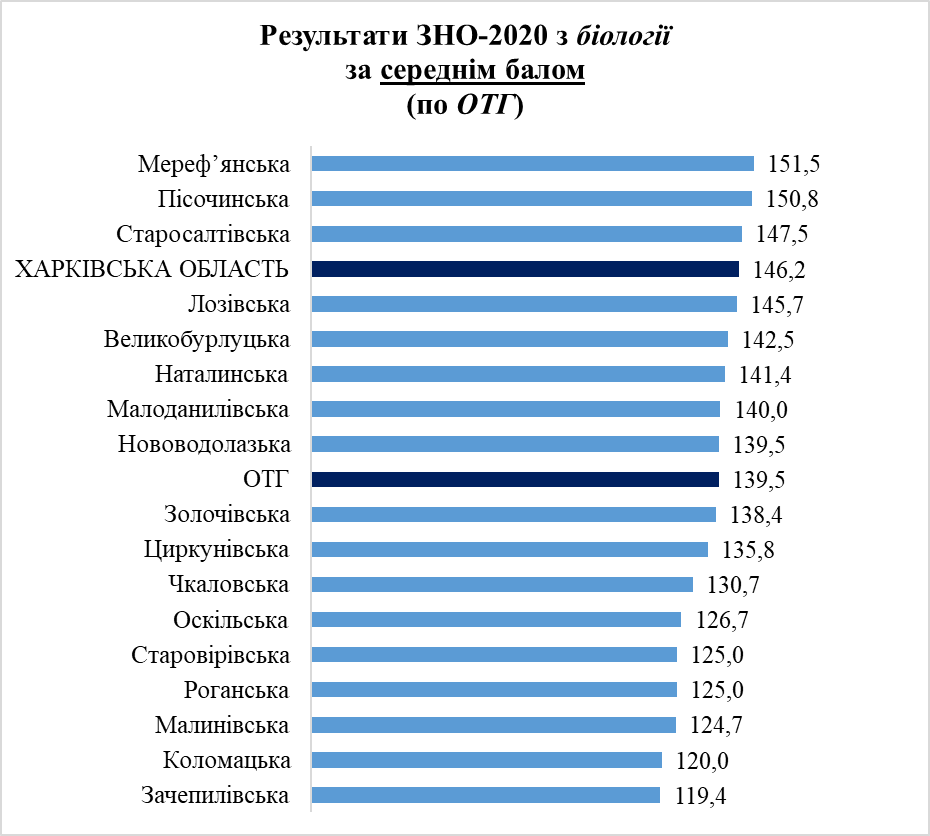 Результати ЗНО-2020 з біології
за середнім балом
(по ОТГ)
Мереф’янська 151,5
Пісочинська 150,8
Старосалтівська 147,5
ХАРКІВСЬКА ОБЛАСТЬ 146,2
Лозівська 145,7
Великобурлуцька 142,5
Наталинська 141,4
Малоданилівська 140,0
Нововодолазька 139,5
ОТГ 139,5
Золочівська 138,4
Циркунівська 135,8
Чкаловська 130,7
Оскільська 126,7
Старовірівська 125,0
Роганська 125,0
Малинівська 124,7
Коломацька 120,0
Зачепилівська 119,4